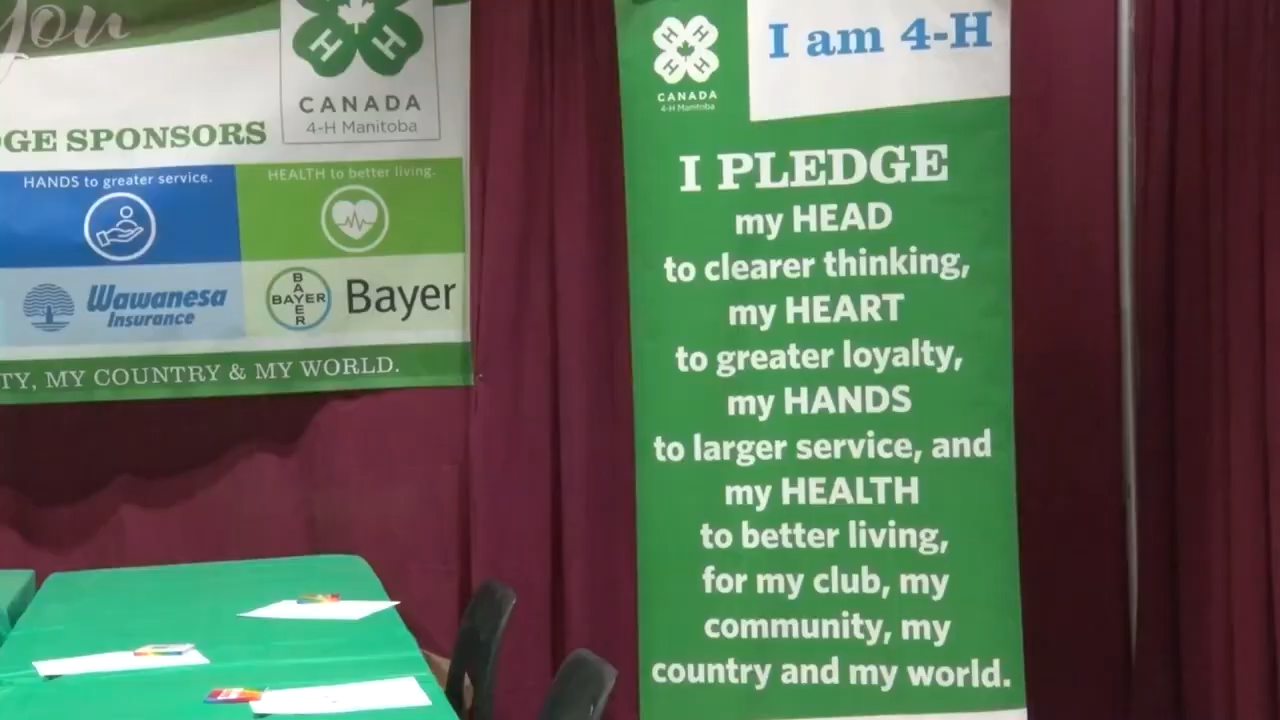 You
CANADA
4-H Manitoba
GE SPONSORS
HANDS to greater service.
HEALTH to better living.
Wawanesa
Insurance
BAYER
BAYER
Bayer
TY, MY COUNTRY & MY WORLD.
H H
H H
CANADA
4-H Manitoba
I am 4-H
I PLEDGE
my HEAD
to clearer thinking,
my HEART
to greater loyalty,
my HANDS
to larger service, and
my HEALTH
to better living,
for my club, my
community, my
country and my world.